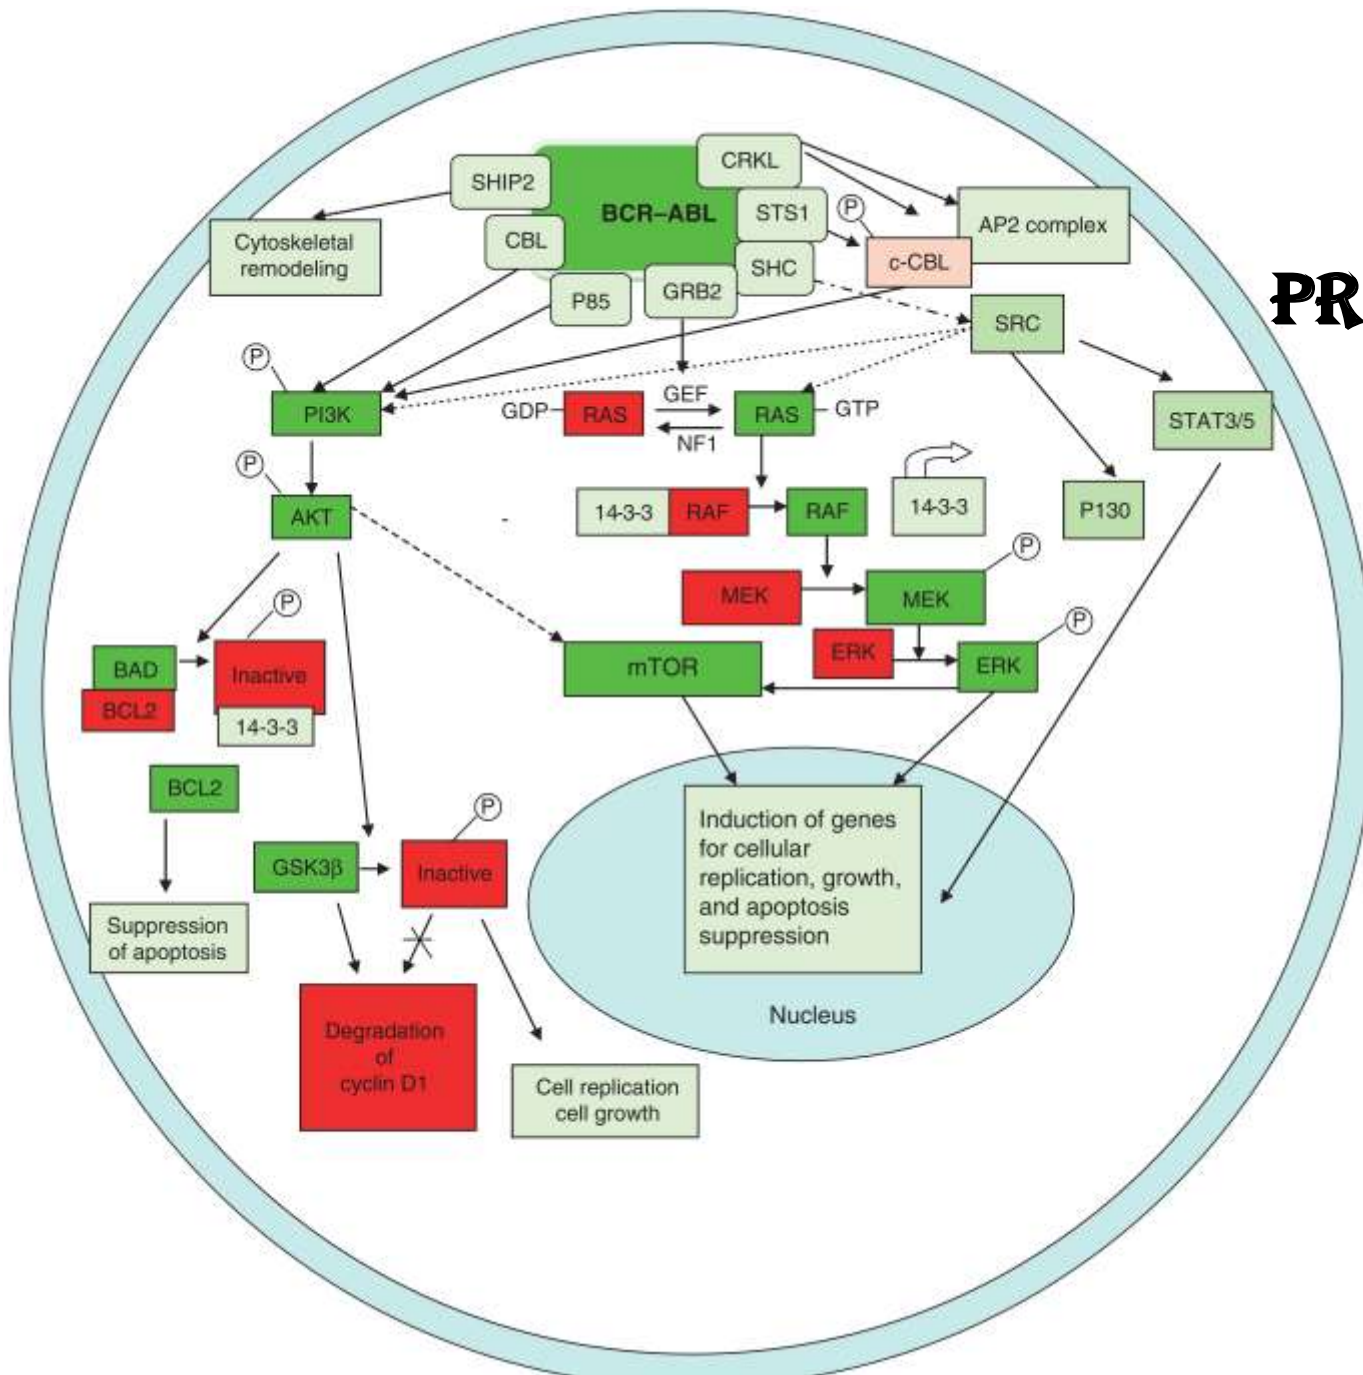 CRKL
SHIP2
BCR–ABL
STS1
P
AP2 complex
Cytoskeletal
remodeling
CBL
SHC
c-CBL
P85
GRB2
SRC
PR
P
PI3K
GDP
RAS
GEF
NF1
RAS
GTP
STAT3/5
P
AKT
14-3-3
RAF
RAF
14-3-3
P130
P
MEK
MEK
P
P
BAD
BCL2
Inactive
14-3-3
mTOR
ERK
ERK
BCL2
P
GSK3β
Inactive
Induction of genes
for cellular
replication, growth,
and apoptosis
suppression
Suppression
of apoptosis
Nucleus
Degradation
of
cyclin D1
Cell replication
cell growth